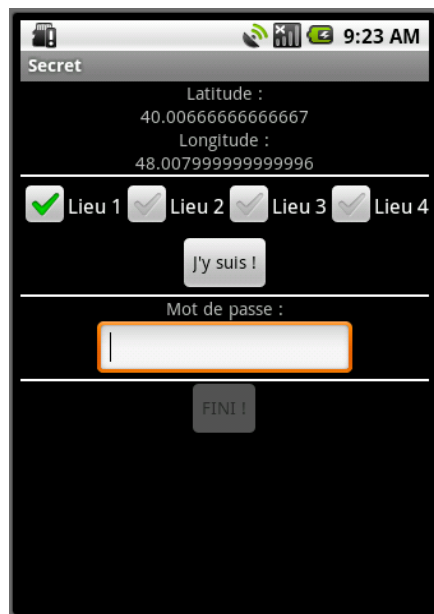 9:23 AM
Secret
Latitude :
40.00666666666667
Longitude :
48.007999999999996
Lieu 1 Lieu 2 Lieu 3 Lieu 4
J'y suis !
Mot de passe :
FINI !